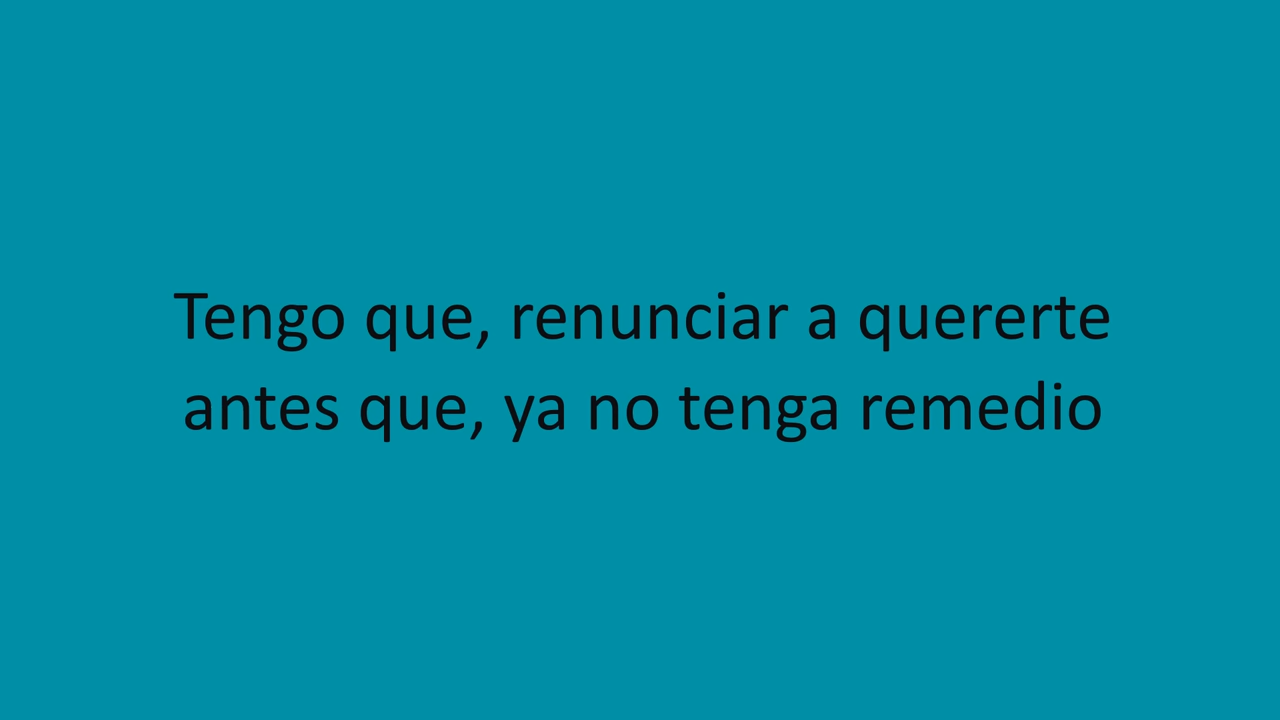 Tengo que, renunciar a quererte
antes que, ya no tenga remedio